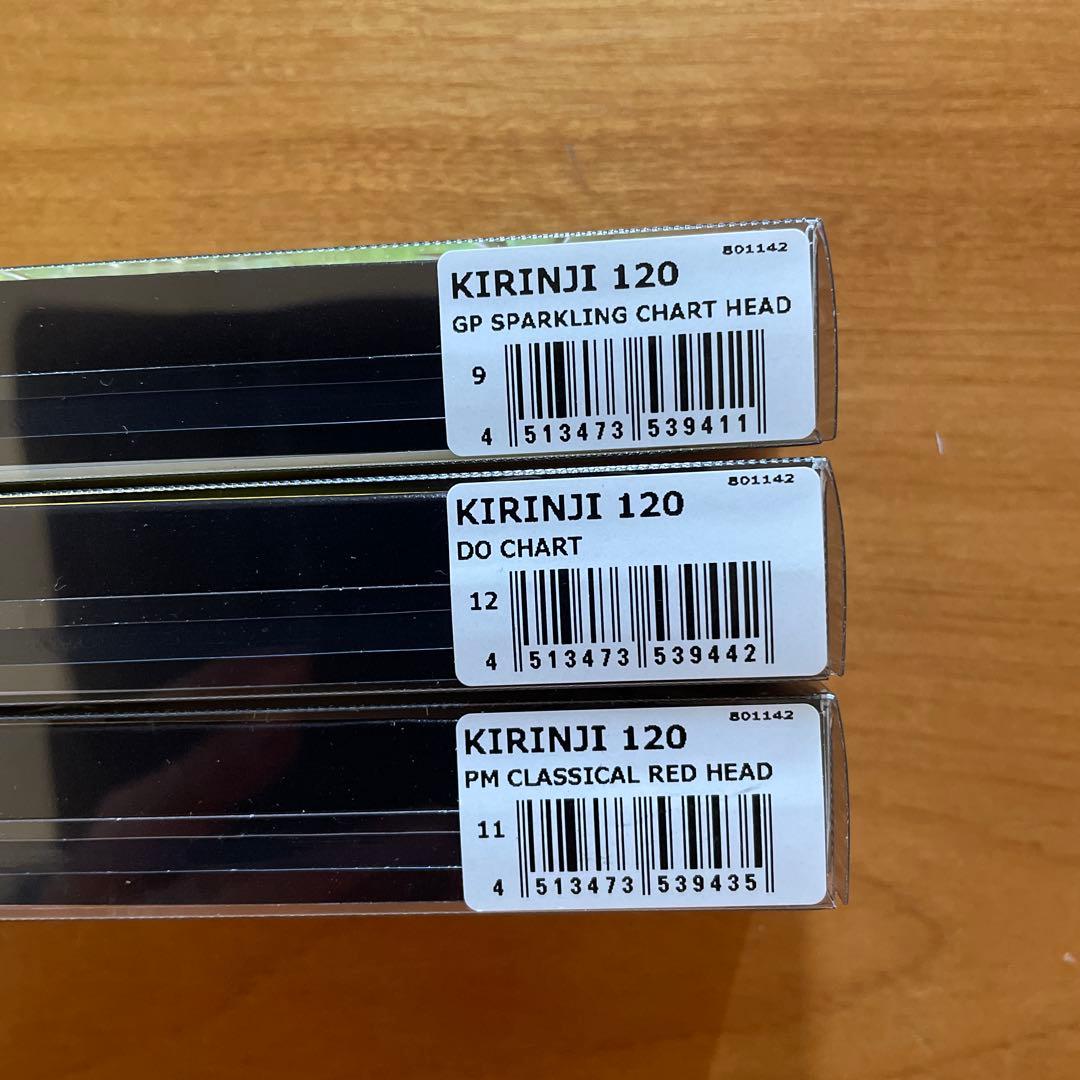 801142
KIRINJI 120
GP SPARKLING CHART HEAD
9
4 513473 539411
801142
KIRINJI 120
DO CHART
12
4 513473 539442
801142
KIRINJI 120
PM CLASSICAL RED HEAD
11
4 513473 539435